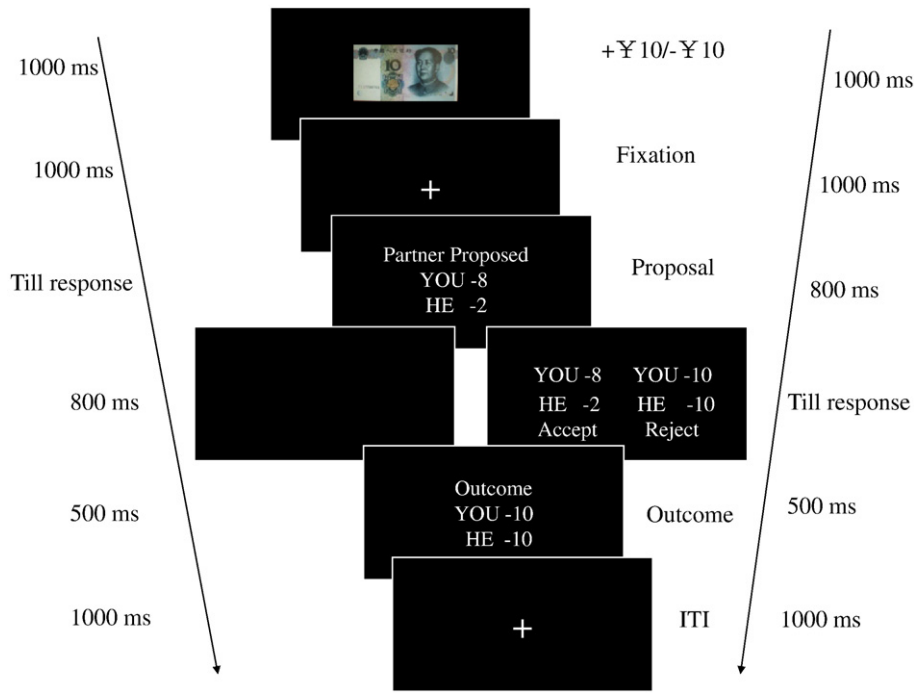 10
+¥10/-¥10
1000 ms
1000 ms
Fixation
1000 ms
1000 ms
Partner Proposed
YOU -8
HE -2
Proposal
Till response
800 ms
YOU -8 YOU -10
HE -2 HE -10
Accept Reject
800 ms
Till response
Outcome
YOU -10
HE -10
Outcome
500 ms
500 ms
1000 ms
+
+
ITI
1000 ms